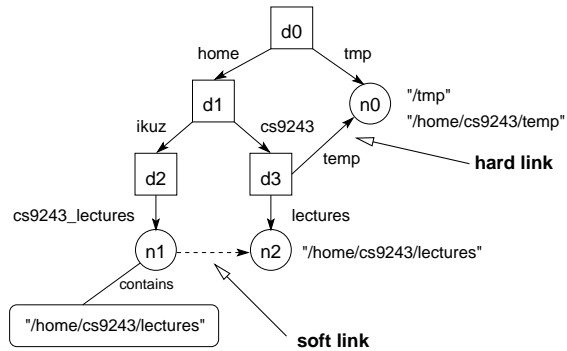 d0
home
tmp
d1
n0
"/tmp"
"/home/cs9243/temp"
ikuz
cs9243
temp
hard link
d2
d3
cs9243_lectures
lectures
n1
n2
"/home/cs9243/lectures"
contains
"/home/cs9243/lectures"
soft link